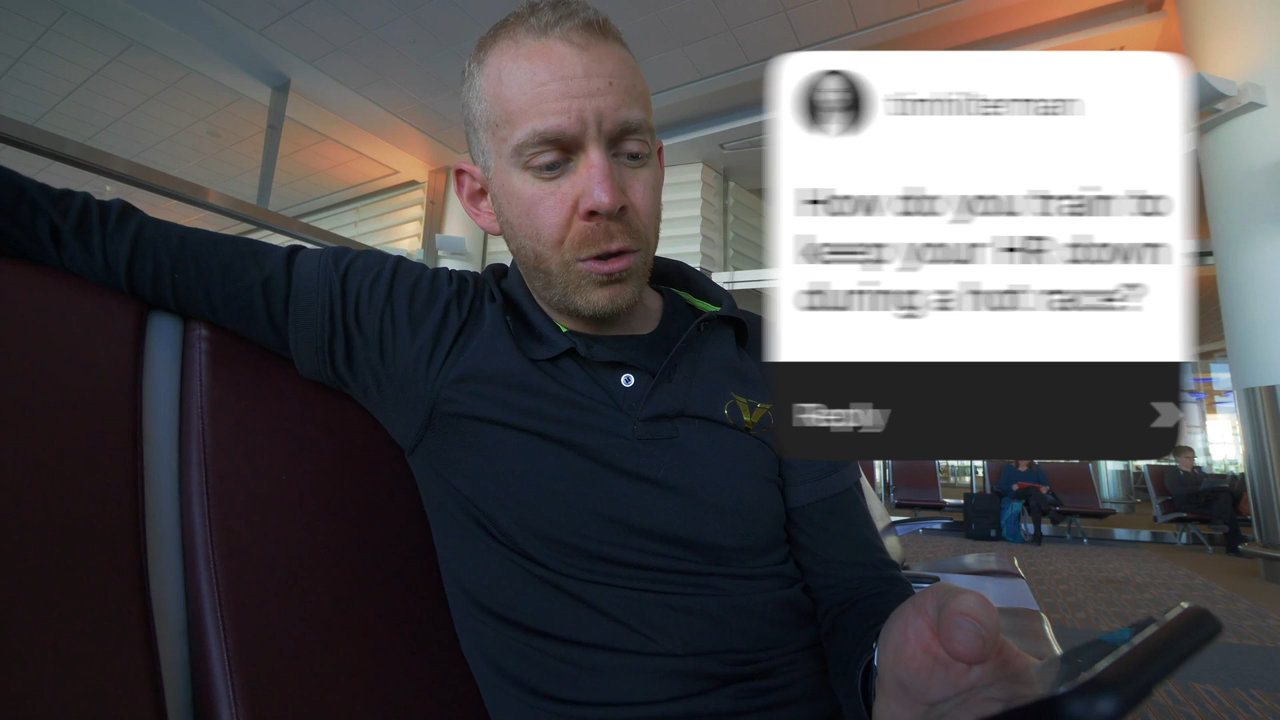 How do you train to
keep your HR down
during a hot race?
Reply